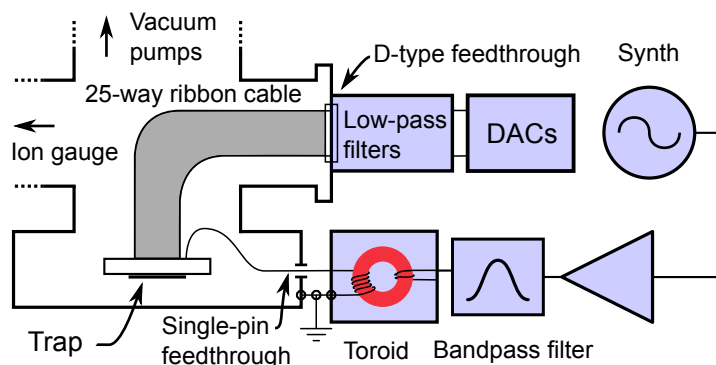 Vacuum
pumps
D-type feedthrough
Synth
25-way ribbon cable
Ion gauge
Low-pass
filters
DACs
Trap
Single-pin
feedthrough
Toroid
Bandpass filter